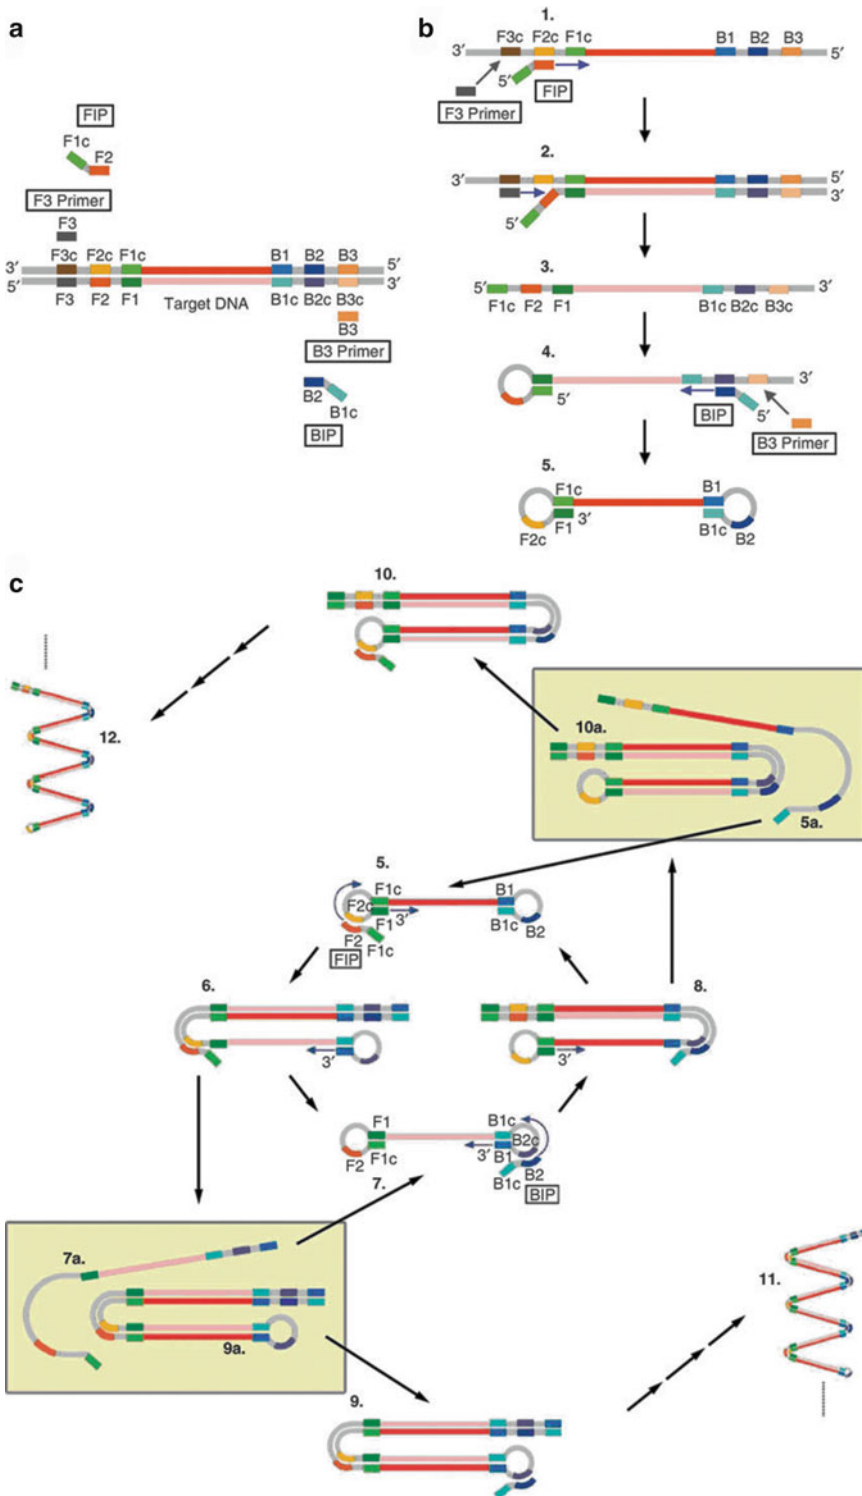 a
FIP
F1c
F2
F3 Primer
F3
F3c F2c F1c B1 B2 B3
3′ 5′
5′ 3′
F3 F2 F1 Target DNA B1c B2c B3c
B3
B3 Primer
B2
B1c
BIP
b
1.
F3c F2c F1c B1 B2 B3
3′ 5′
5′
F3 Primer FIP
2.
3′ 5′
3′
5′
3.
5′ 3′
F1c F2 F1 B1c B2c B3c
4.
3′
5′ BIP 5′
B3 Primer
5.
F1c B1
3′
F2c F1 B1c B2
c
10.
12.
10a.
5a.
5.
F1c B1
F2c
F1 3′ B1c B2
F2 F1c
FIP
6. 8.
3′ 3′
F1 B1c
B2c
F2 F1c 3′ B1
B1c B2
7. BIP
7a.
9a.
11.
9.